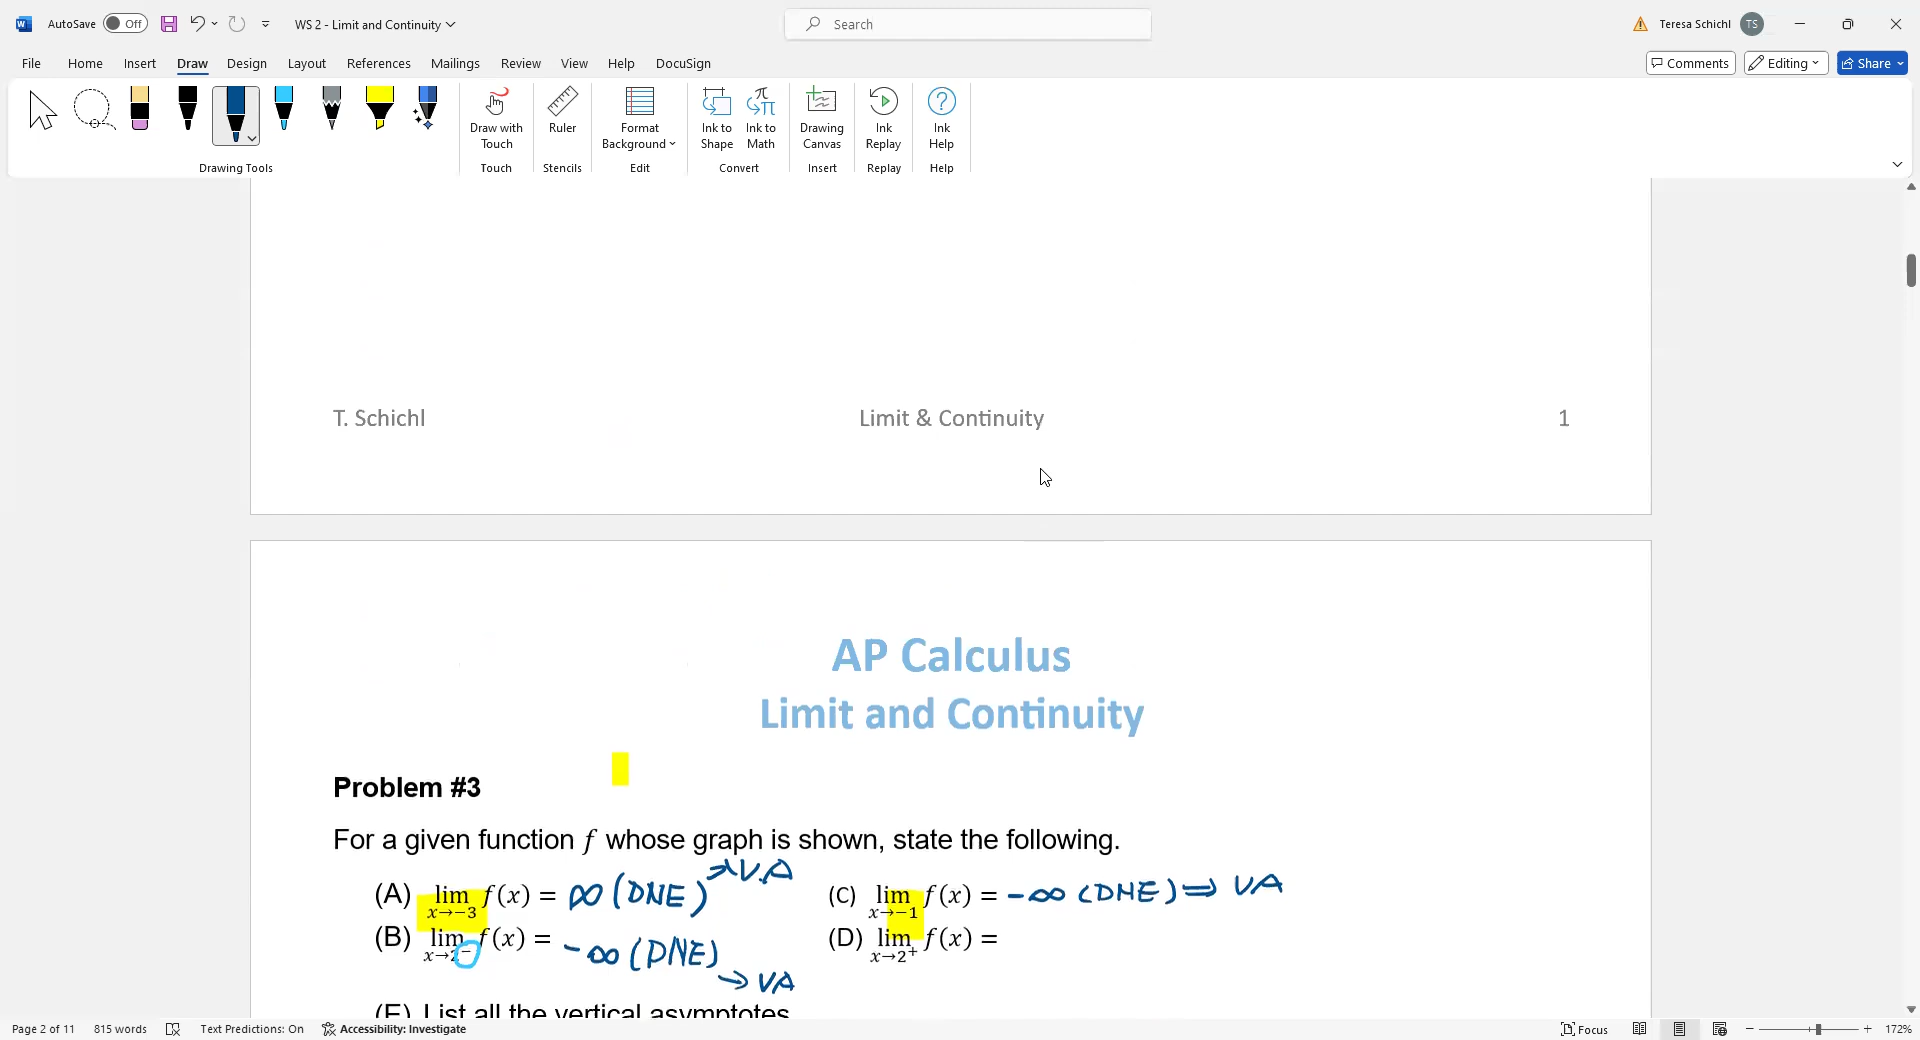 AutoSave Off WS 2 - Limit and Continuity Search Teresa Schichl TS
File Home Insert Draw Design Layout References Mailings Review View Help DocuSign Comments Editing Share
Draw with Touch
Ruler
Format Background
Ink to Shape
Ink to Math
Drawing Canvas
Ink Replay
Ink Help
Drawing Tools Touch Stencils Edit Convert Insert Replay Help
T. Schichl Limit & Continuity 1
AP Calculus
Limit and Continuity
Problem #3
For a given function f whose graph is shown, state the following.
(A) lim x→−3 f(x) = ∞ (DNE) → V.A
(C) lim x→−1 f(x) = -∞ (DNE) ⇒ VA
(B) lim x→2⁻ f(x) = -∞ (DNE) → VA
(D) lim x→2⁺ f(x) =
(E) List all the vertical asymptotes
Page 2 of 11 815 words Text Predictions: On Accessibility: Investigate Focus 172%